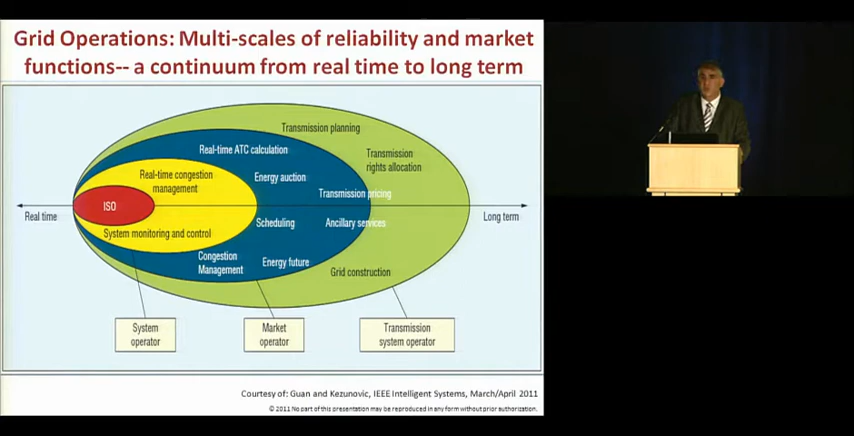 Grid Operations: Multi-scales of reliability and market
functions-- a continuum from real time to long term
Transmission planning
Real-time ATC calculation
Transmission
rights allocation
Real-time congestion
management
Energy auction
Transmission pricing
ISO
Real time
Long term
Scheduling
Ancillary services
System monitoring and control
Congestion
Management
Energy future
Grid construction
System
operator
Market
operator
Transmission
system operator
Courtesy of: Guan and Kezunovic, IEEE Intelligent Systems, March/April 2011
© 2011 No part of this presentation may be reproduced in any form without prior authorization.